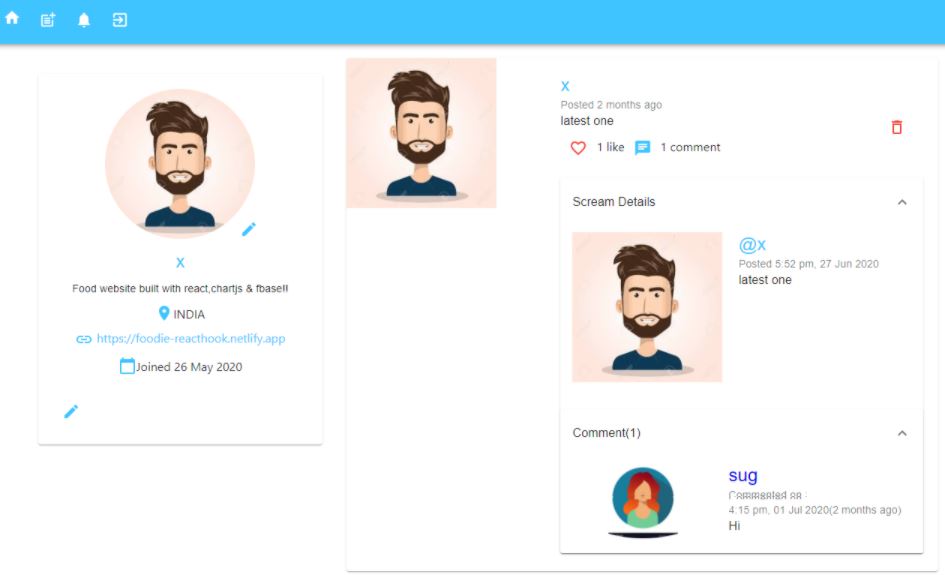 x
Food website built with react,chartjs & fbase!!!
INDIA
https://foodie-reacthook.netlify.app
Joined 26 May 2020
x
Posted 2 months ago
latest one
1 like 1 comment
Scream Details
@x
Posted 5:52 pm, 27 Jun 2020
latest one
Comment(1)
sug
Commented on :
4:15 pm, 01 Jul 2020(2 months ago)
Hi